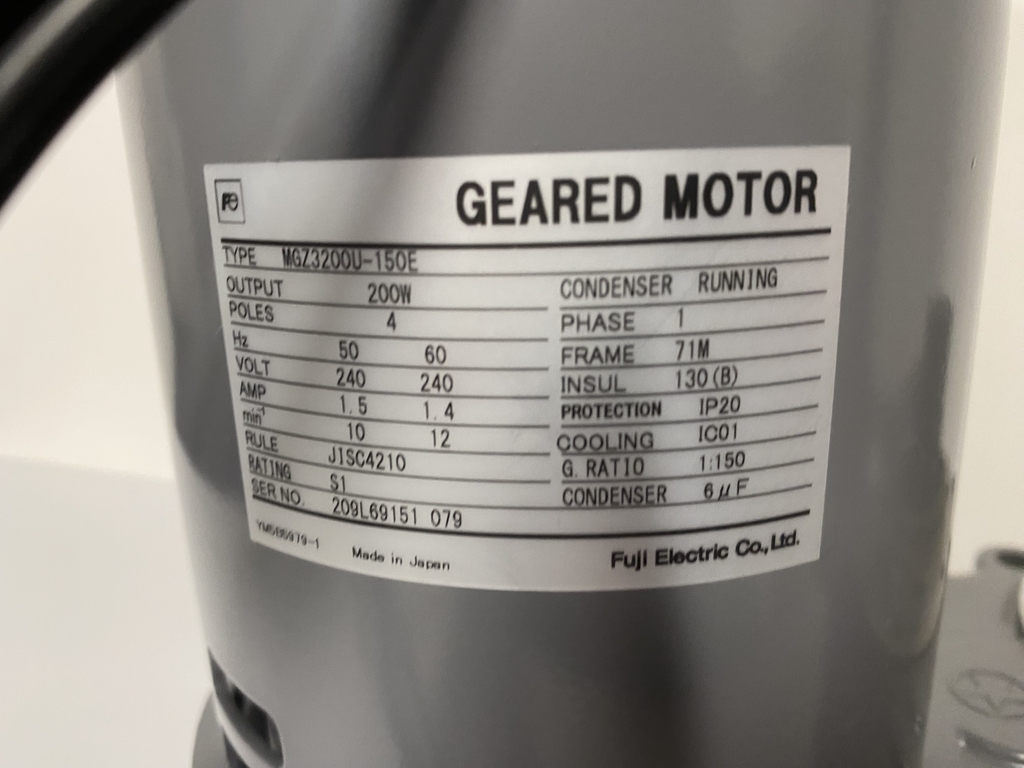 Fe
GEARED MOTOR
TYPE MGZ3200U-150E
OUTPUT 200W
POLES 4
Hz 50 60
VOLT 240 240
AMP 1.5 1.4
min⁻¹ 10 12
RULE JISC4210
RATING S1
SER NO. 209L69151 079
CONDENSER RUNNING
PHASE 1
FRAME 71M
INSUL 130(B)
PROTECTION IP20
COOLING IC01
G. RATIO 1:150
CONDENSER 6μF
Made in Japan
Fuji Electric Co.,Ltd.